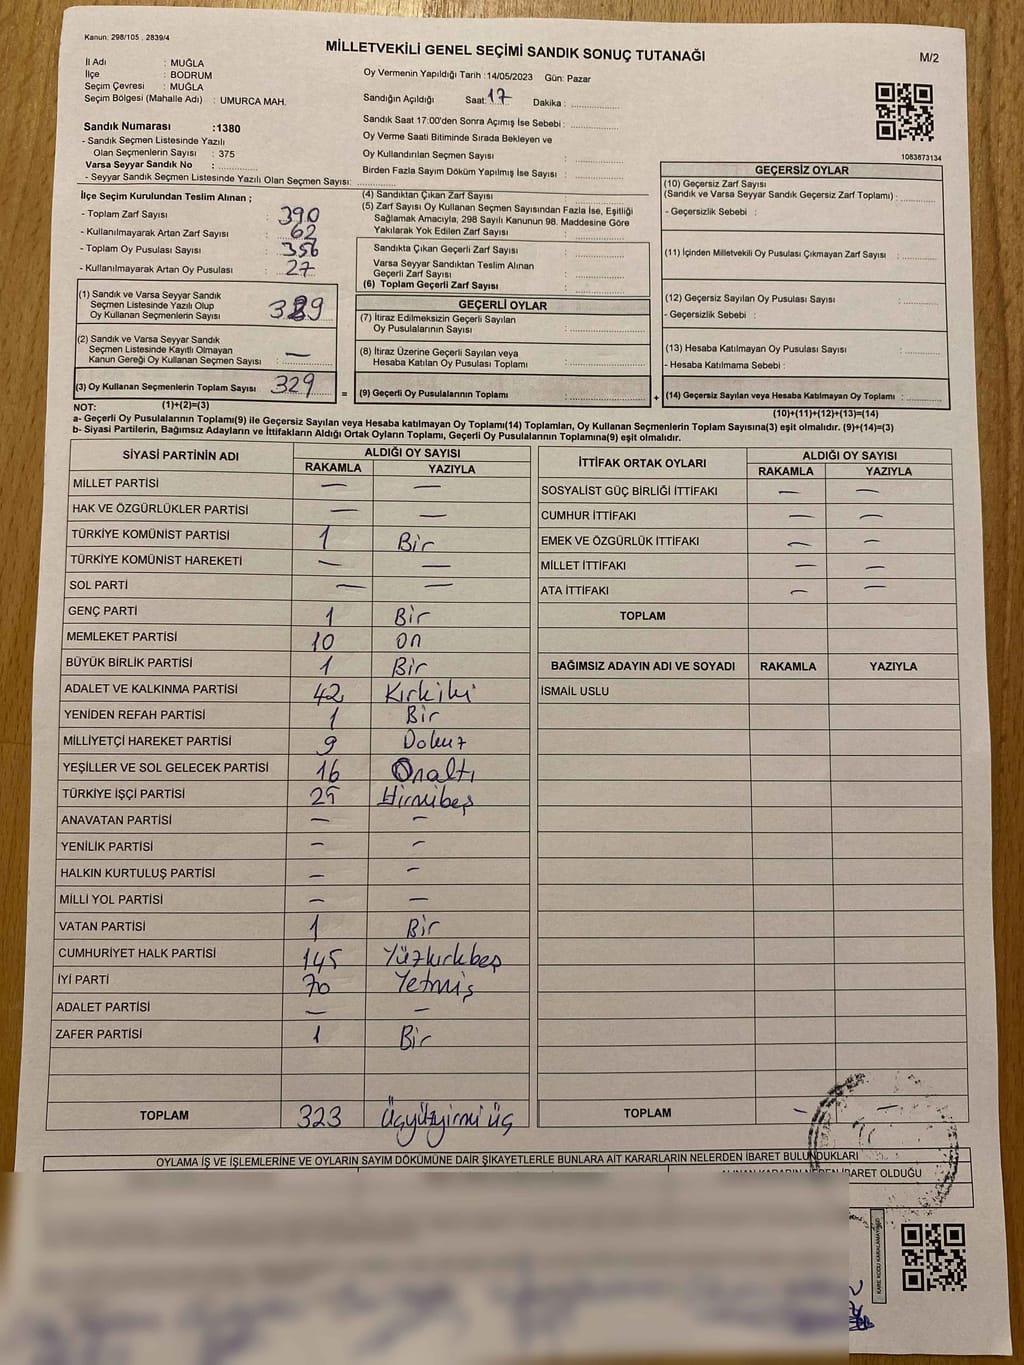 Kanun: 298/105 , 2839/4
MİLLETVEKİLİ GENEL SEÇİMİ SANDIK SONUÇ TUTANAĞI
M/2
İl Adı : MUĞLA
İlçe : BODRUM
Seçim Çevresi : MUĞLA
Seçim Bölgesi (Mahalle Adı) : UMURCA MAH.
Sandık Numarası :1380
- Sandık Seçmen Listesinde Yazılı
Olan Seçmenlerin Sayısı : 375
Varsa Seyyar Sandık No :
- Seyyar Sandık Seçmen Listesinde Yazılı Olan Seçmen Sayısı:
Oy Vermenin Yapıldığı Tarih :14/05/2023 Gün: Pazar
Sandığın Açıldığı Saat: 17 Dakika :
Sandık Saat 17:00'den Sonra Açımış İse Sebebi :
Oy Verme Saati Bitiminde Sırada Bekleyen ve
Oy Kullandırılan Seçmen Sayısı :
Birden Fazla Sayım Döküm Yapılmış İse Sayısı :
1083873134
İlçe Seçim Kurulundan Teslim Alınan ;
- Toplam Zarf Sayısı : 390
- Kullanılmayarak Artan Zarf Sayısı : 62
- Toplam Oy Pusulası Sayısı : 356
- Kullanılmayarak Artan Oy Pusulası : 27
(1) Sandık ve Varsa Seyyar Sandık
Seçmen Listesinde Yazılı Olup
Oy Kullanan Seçmenlerin Sayısı : 329
(2) Sandık ve Varsa Seyyar Sandık
Seçmen Listesinde Kayıtlı Olmayan
Kanun Gereği Oy Kullanan Seçmen Sayısı : —
(3) Oy Kullanan Seçmenlerin Toplam Sayısı : 329
(1)+(2)=(3)
(4) Sandıktan Çıkan Zarf Sayısı :
(5) Zarf Sayısı Oy Kullanan Seçmen Sayısından Fazla İse, Eşitliği
Sağlamak Amacıyla; 298 Sayılı Kanunun 98. Maddesine Göre
Yakılarak Yok Edilen Zarf Sayısı :
Sandıkta Çıkan Geçerli Zarf Sayısı :
Varsa Seyyar Sandıktan Teslim Alınan
Geçerli Zarf Sayısı :
(6) Toplam Geçerli Zarf Sayısı :
GEÇERLİ OYLAR
(7) İtiraz Edilmeksizin Geçerli Sayılan
Oy Pusulalarının Sayısı :
(8) İtiraz Üzerine Geçerli Sayılan veya
Hesaba Katılan Oy Pusulası Toplamı :
= (9) Geçerli Oy Pusulalarının Toplamı :
GEÇERSİZ OYLAR
(10) Geçersiz Zarf Sayısı
(Sandık ve Varsa Seyyar Sandık Geçersiz Zarf Toplamı) :
- Geçersizlik Sebebi :
(11) İçinden Milletvekili Oy Pusulası Çıkmayan Zarf Sayısı :
(12) Geçersiz Sayılan Oy Pusulası Sayısı :
- Geçersizlik Sebebi :
(13) Hesaba Katılmayan Oy Pusulası Sayısı :
- Hesaba Katılmama Sebebi :
+ (14) Geçersiz Sayılan veya Hesaba Katılmayan Oy Toplamı :
(10)+(11)+(12)+(13)=(14)
NOT:
a- Geçerli Oy Pusulalarının Toplamı(9) ile Geçersiz Sayılan veya Hesaba katılmayan Oy Toplamı(14) Toplamları, Oy Kullanan Seçmenlerin Toplam Sayısına(3) eşit olmalıdır. (9)+(14)=(3)
b- Siyasi Partilerin, Bağımsız Adayların ve İttifakların Aldığı Ortak Oyların Toplamı, Geçerli Oy Pusulalarının Toplamına(9) eşit olmalıdır.
SİYASİ PARTİNİN ADI ALDIĞI OY SAYISI
RAKAMLA YAZIYLA
MİLLET PARTİSİ — —
HAK VE ÖZGÜRLÜKLER PARTİSİ — —
TÜRKİYE KOMÜNİST PARTİSİ 1 Bir
TÜRKİYE KOMÜNİST HAREKETİ — —
SOL PARTİ — —
GENÇ PARTİ 1 Bir
MEMLEKET PARTİSİ 10 on
BÜYÜK BİRLİK PARTİSİ 1 Bir
ADALET VE KALKINMA PARTİSİ 42 Kırkiki
YENİDEN REFAH PARTİSİ 1 Bir
MİLLİYETÇİ HAREKET PARTİSİ 9 Dokuz
YEŞİLLER VE SOL GELECEK PARTİSİ 16 Onaltı
TÜRKİYE İŞÇİ PARTİSİ 25 Yirmibeş
ANAVATAN PARTİSİ — —
YENİLİK PARTİSİ — —
HALKIN KURTULUŞ PARTİSİ — —
MİLLİ YOL PARTİSİ — —
VATAN PARTİSİ 1 Bir
CUMHURİYET HALK PARTİSİ 145 Yüzkırkbeş
İYİ PARTİ 70 Yetmiş
ADALET PARTİSİ — —
ZAFER PARTİSİ 1 Bir
TOPLAM 323 Üçyüzyirmi üç
İTTİFAK ORTAK OYLARI ALDIĞI OY SAYISI
RAKAMLA YAZIYLA
SOSYALİST GÜÇ BİRLİĞİ İTTİFAKI — —
CUMHUR İTTİFAKI — —
EMEK VE ÖZGÜRLÜK İTTİFAKI — —
MİLLET İTTİFAKI — —
ATA İTTİFAKI — —
TOPLAM
BAĞIMSIZ ADAYIN ADI VE SOYADI RAKAMLA YAZIYLA
İSMAİL USLU
TOPLAM — —
OYLAMA İŞ VE İŞLEMLERİNE VE OYLARIN SAYIM DÖKÜMÜNE DAİR ŞİKAYETLERLE BUNLARA AİT KARARLARIN NELERDEN İBARET BULUNDUKLARI
ALINAN KARARIN NEDEN İBARET OLDUĞU
KARE KODU KARALAMAYINIZ